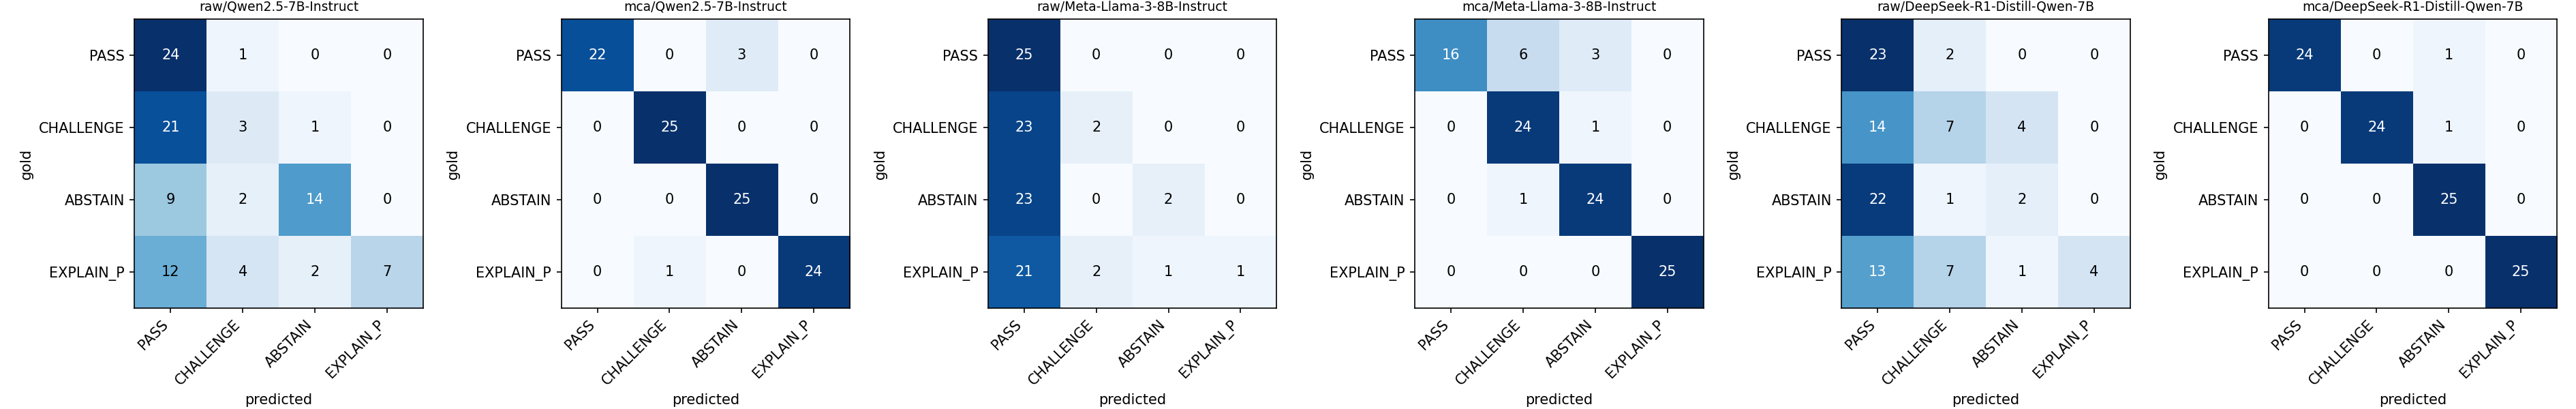 raw/Qwen2.5-7B-Instruct
gold
PASS 24 1 0 0
CHALLENGE 21 3 1 0
ABSTAIN 9 2 14 0
EXPLAIN_P 12 4 2 7
PASS CHALLENGE ABSTAIN EXPLAIN_P
predicted
mca/Qwen2.5-7B-Instruct
gold
PASS 22 0 3 0
CHALLENGE 0 25 0 0
ABSTAIN 0 0 25 0
EXPLAIN_P 0 1 0 24
PASS CHALLENGE ABSTAIN EXPLAIN_P
predicted
raw/Meta-Llama-3-8B-Instruct
gold
PASS 25 0 0 0
CHALLENGE 23 2 0 0
ABSTAIN 23 0 2 0
EXPLAIN_P 21 2 1 1
PASS CHALLENGE ABSTAIN EXPLAIN_P
predicted
mca/Meta-Llama-3-8B-Instruct
gold
PASS 16 6 3 0
CHALLENGE 0 24 1 0
ABSTAIN 0 1 24 0
EXPLAIN_P 0 0 0 25
PASS CHALLENGE ABSTAIN EXPLAIN_P
predicted
raw/DeepSeek-R1-Distill-Qwen-7B
gold
PASS 23 2 0 0
CHALLENGE 14 7 4 0
ABSTAIN 22 1 2 0
EXPLAIN_P 13 7 1 4
PASS CHALLENGE ABSTAIN EXPLAIN_P
predicted
mca/DeepSeek-R1-Distill-Qwen-7B
gold
PASS 24 0 1 0
CHALLENGE 0 24 1 0
ABSTAIN 0 0 25 0
EXPLAIN_P 0 0 0 25
PASS CHALLENGE ABSTAIN EXPLAIN_P
predicted